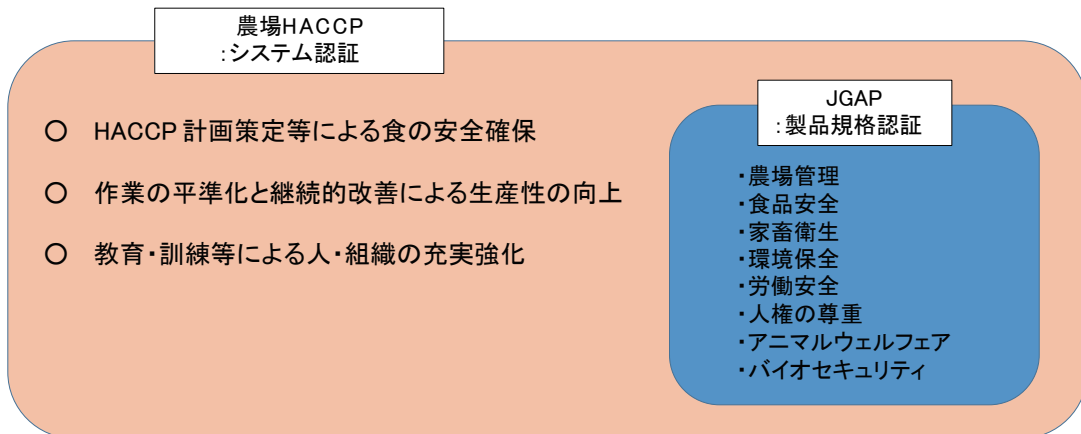 農場HACCP
:システム認証
○ HACCP計画策定等による食の安全確保
○ 作業の平準化と継続的改善による生産性の向上
○ 教育・訓練等による人・組織の充実強化
JGAP
:製品規格認証
・農場管理
・食品安全
・家畜衛生
・環境保全
・労働安全
・人権の尊重
・アニマルウェルフェア
・バイオセキュリティ